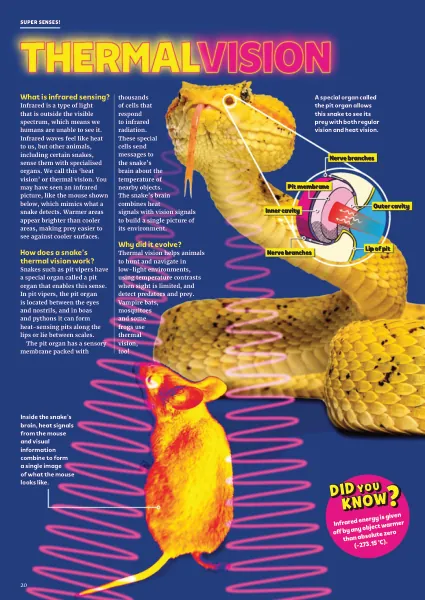 SUPER SENSES!
THERMALVISION
What is infrared sensing?
Infrared is a type of light
that is outside the visible
spectrum, which means we
humans are unable to see it.
Infrared waves feel like heat
to us, but other animals,
including certain snakes,
sense them with specialised
organs. We call this ‘heat
vision’ or thermal vision. You
may have seen an infrared
picture, like the mouse shown
below, which mimics what a
snake detects. Warmer areas
appear brighter than cooler
areas, making prey easier to
see against cooler surfaces.
How does a snake’s
thermal vision work?
Snakes such as pit vipers have
a special organ called a pit
organ that enables this sense.
In pit vipers, the pit organ
is located between the eyes
and nostrils, and in boas
and pythons it can form
heat-sensing pits along the
lips or lie between scales.
The pit organ has a sensory
membrane packed with
thousands
of cells that
respond
to infrared
radiation.
These special
cells send
messages to
the snake’s
brain about the
temperature of
nearby objects.
The snake’s brain
combines heat
signals with vision signals
to build a single picture of
its environment.
Why did it evolve?
Thermal vision helps animals
to hunt and navigate in
low-light environments,
using temperature contrasts
when sight is limited, and
detect predators and prey.
Vampire bats,
mosquitoes
and some
frogs use
thermal
vision,
too!
A special organ called
the pit organ allows
this snake to see its
prey with both regular
vision and heat vision.
Nerve branches
Pit membrane
Inner cavity
Outer cavity
Nerve branches
Lip of pit
Inside the snake’s
brain, heat signals
from the mouse
and visual
information
combine to form
a single image
of what the mouse
looks like.
DID YOU
KNOW?
Infrared energy is given
off by any object warmer
than absolute zero
(-273.15°C).
20